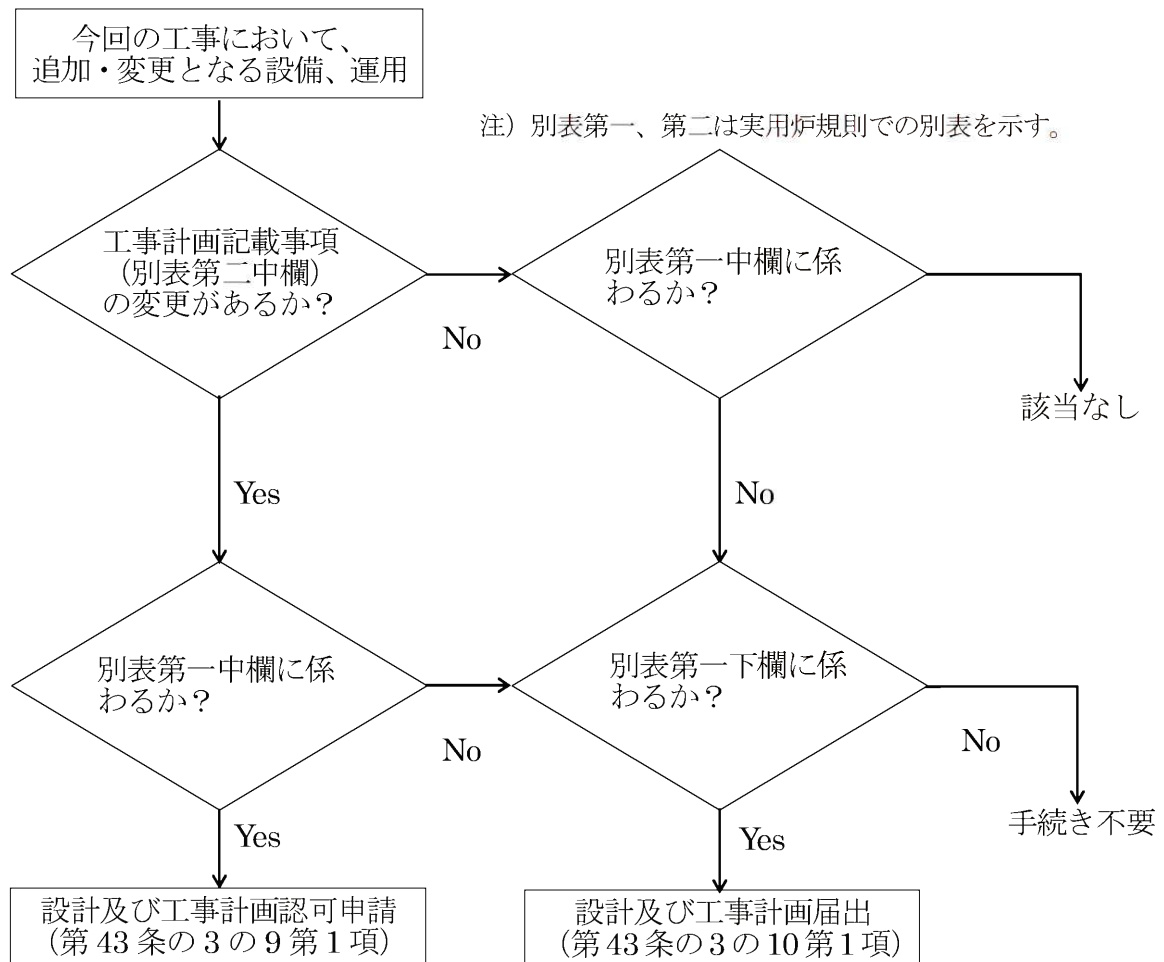 今回の工事において、
追加・変更となる設備、運用
注）別表第一、第二は実用炉規則での別表を示す。
工事計画記載事項
（別表第二中欄）
の変更があるか？
別表第一中欄に係
わるか？
No
該当なし
Yes
No
別表第一中欄に係
わるか？
別表第一下欄に係
わるか？
No
No
手続き不要
Yes
Yes
設計及び工事計画認可申請
（第 43 条の 3 の 9 第 1 項）
設計及び工事計画届出
（第 43 条の 3 の 10 第 1 項）